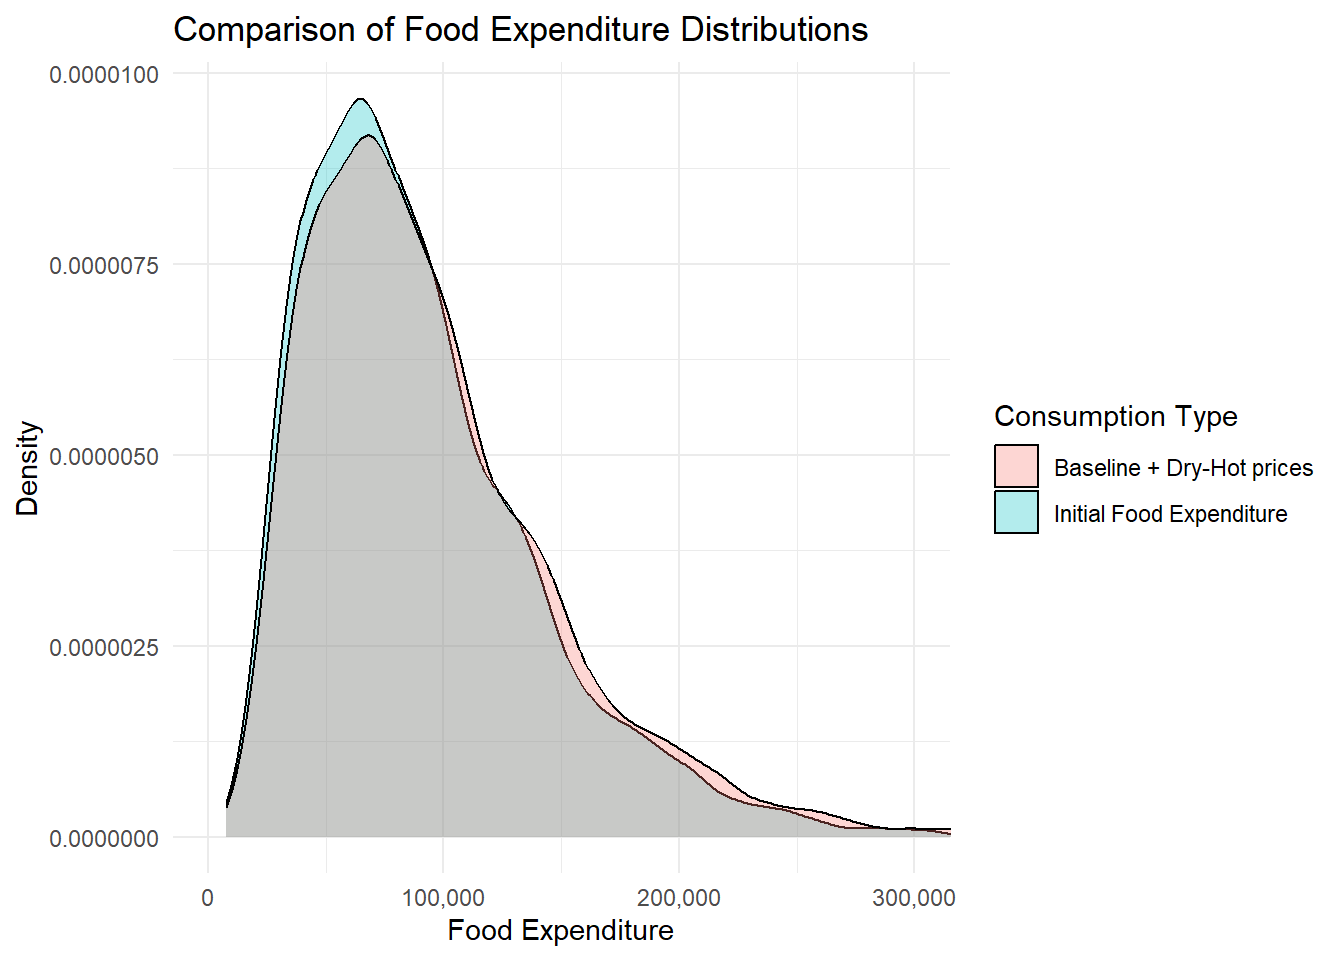 Comparison of Food Expenditure Distributions
0.0000100
0.0000075
0.0000050
0.0000025
0.0000000
Density
0
100,000
200,000
300,000
Food Expenditure
Consumption Type
Baseline + Dry-Hot prices
Initial Food Expenditure